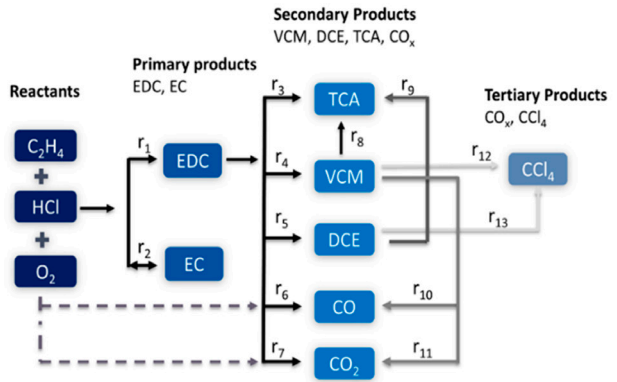 Secondary Products
VCM, DCE, TCA, COₓ
Primary products
EDC, EC
Reactants
Tertiary Products
COₓ, CCl₄
C₂H₄
+
HCl
+
O₂
r₁
EDC
r₂
EC
r₃
TCA
r₉
r₈
r₄
VCM
r₁₂
CCl₄
r₅
DCE
r₁₃
r₆
CO
r₁₀
r₇
CO₂
r₁₁